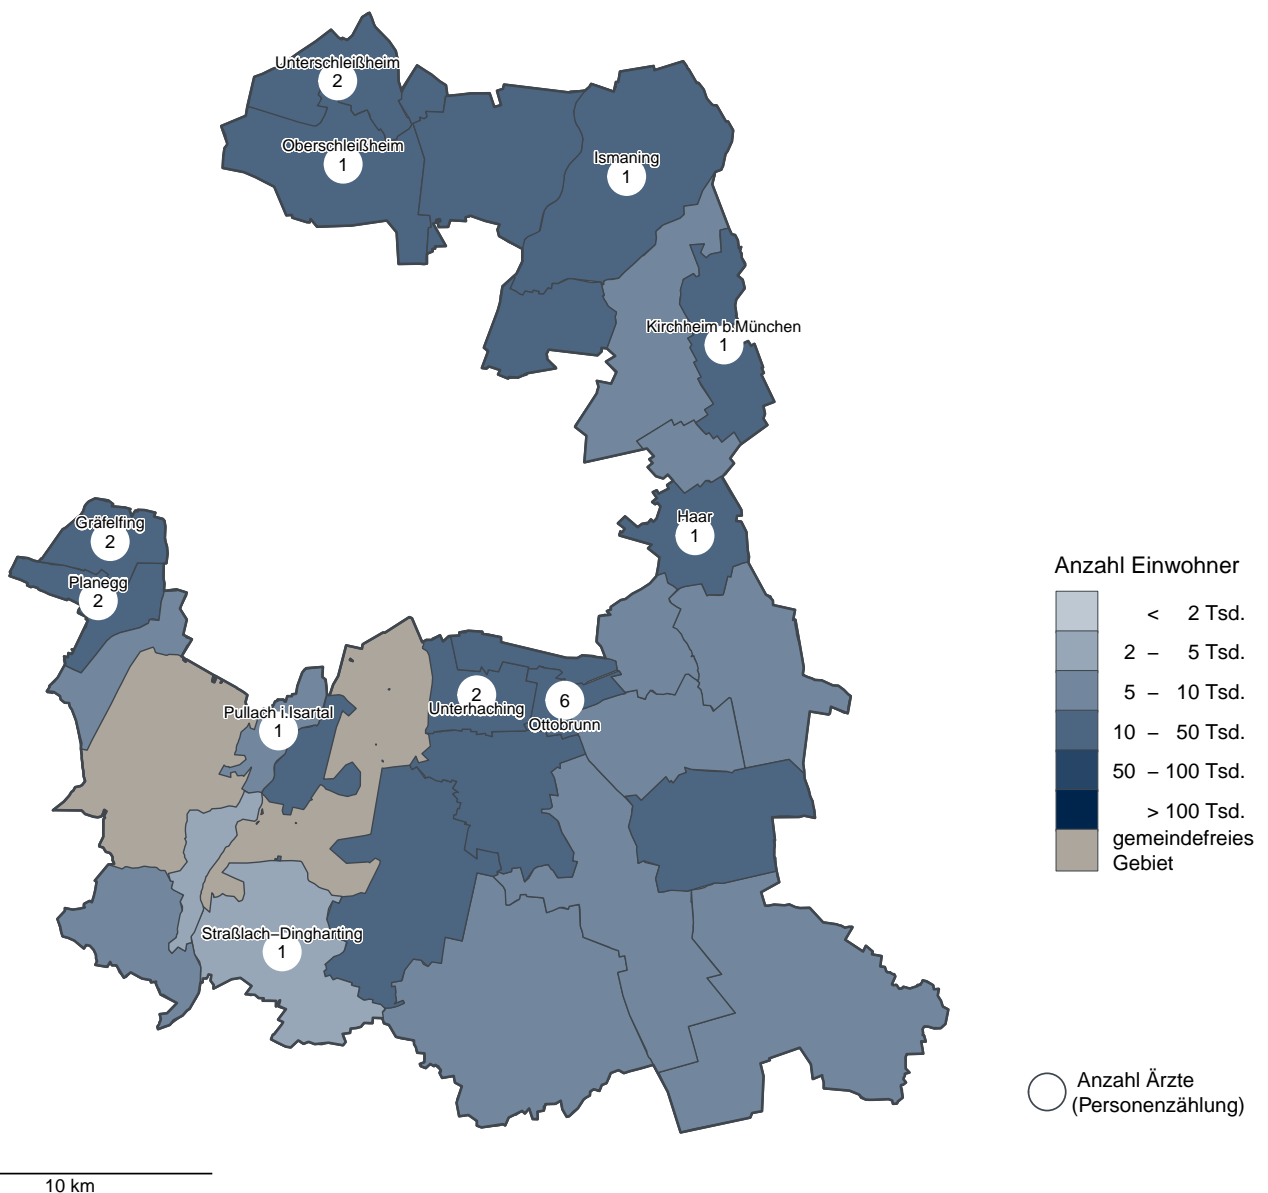 Unterschleißheim
2
Oberschleißheim
1
Ismaning
1
Kirchheim b.München
1
Haar
1
Gräfelfing
2
Planegg
2
Pullach i.Isartal
1
2
Unterhaching
6
Ottobrunn
Straßlach–Dingharting
1
Anzahl Einwohner
< 2 Tsd.
2 – 5 Tsd.
5 – 10 Tsd.
10 – 50 Tsd.
50 – 100 Tsd.
> 100 Tsd.
gemeindefreies
Gebiet
Anzahl Ärzte
(Personenzählung)
10 km